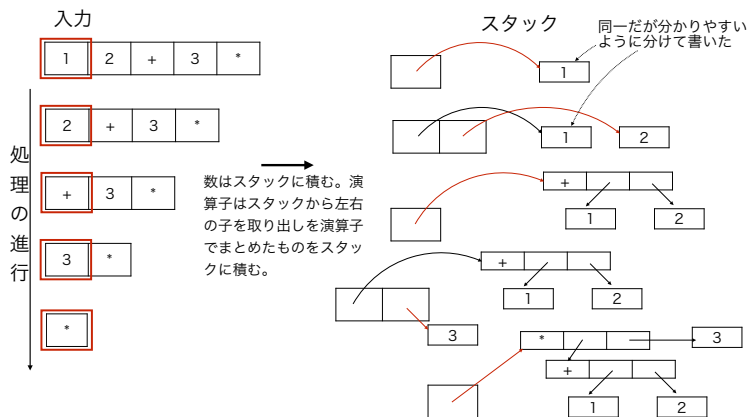 入力
スタック
同一だが分かりやすい
ように分けて書いた
1 2 + 3 *
1
2 + 3 *
1 2
処理の進行
数はスタックに積む。演
算子はスタックから左右
の子を取り出しを演算子
でまとめたものをスタッ
クに積む。
+ 3 *
+
1 2
3 *
+
1 2
3
*
* 3
+
1 2